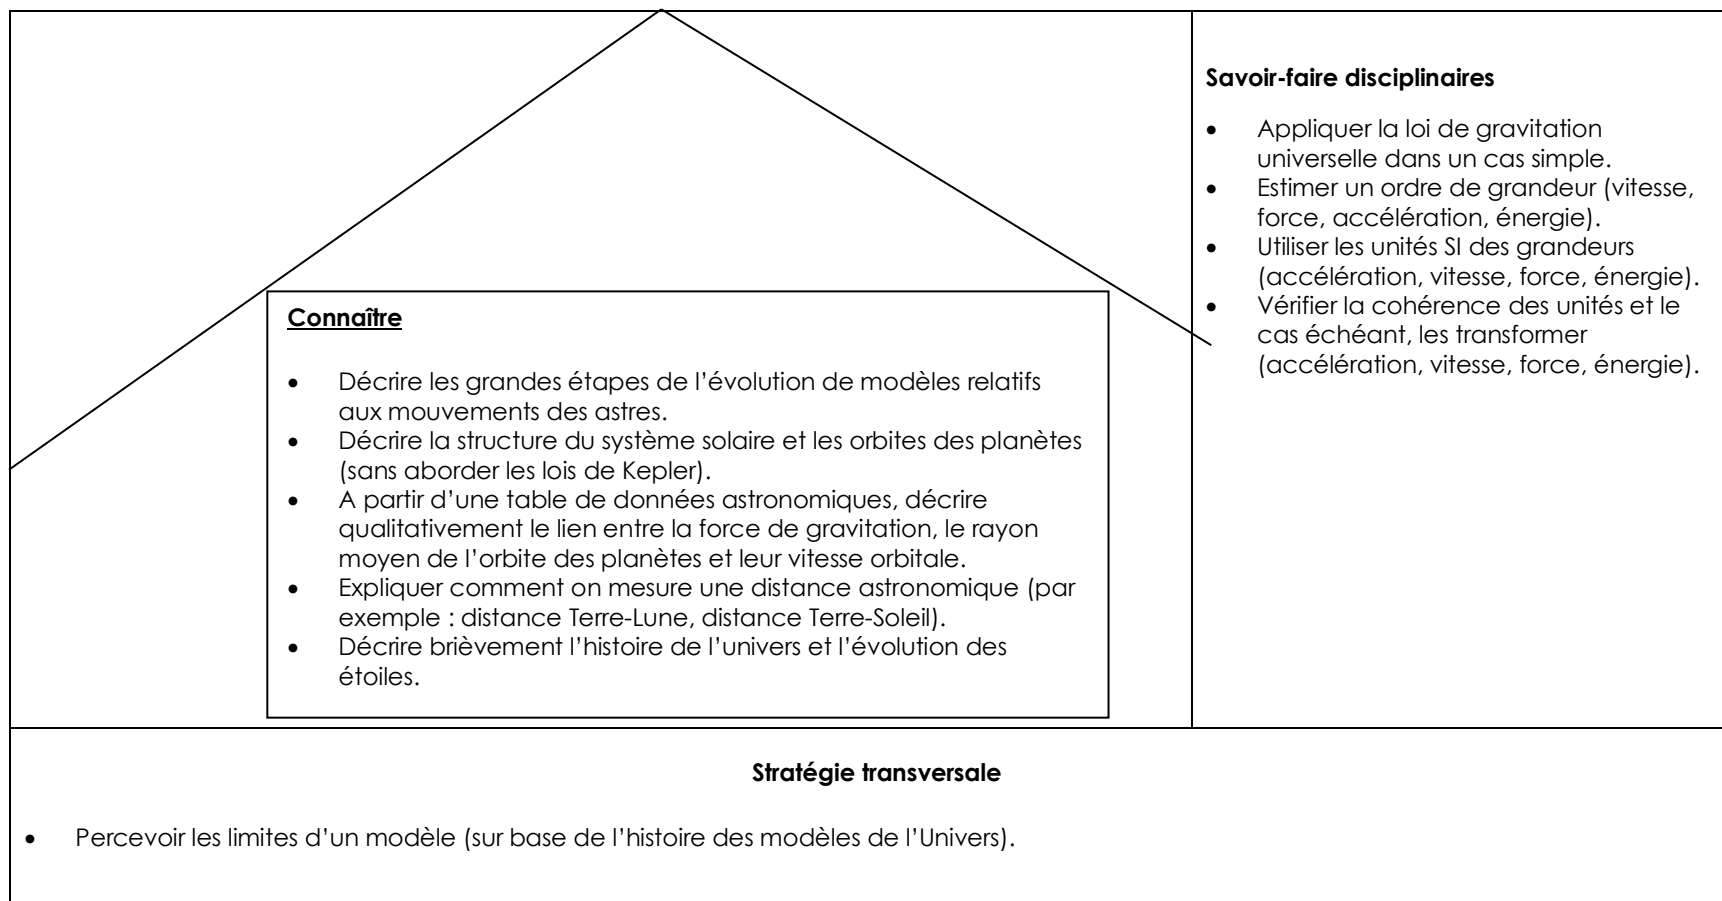 Savoir-faire disciplinaires
• Appliquer la loi de gravitation
universelle dans un cas simple.
• Estimer un ordre de grandeur (vitesse,
force, accélération, énergie).
• Utiliser les unités SI des grandeurs
(accélération, vitesse, force, énergie).
• Vérifier la cohérence des unités et le
cas échéant, les transformer
(accélération, vitesse, force, énergie).
Connaître
• Décrire les grandes étapes de l’évolution de modèles relatifs
aux mouvements des astres.
• Décrire la structure du système solaire et les orbites des planètes
(sans aborder les lois de Kepler).
• A partir d’une table de données astronomiques, décrire
qualitativement le lien entre la force de gravitation, le rayon
moyen de l’orbite des planètes et leur vitesse orbitale.
• Expliquer comment on mesure une distance astronomique (par
exemple : distance Terre-Lune, distance Terre-Soleil).
• Décrire brièvement l’histoire de l’univers et l’évolution des
étoiles.
Stratégie transversale
• Percevoir les limites d’un modèle (sur base de l’histoire des modèles de l’Univers).